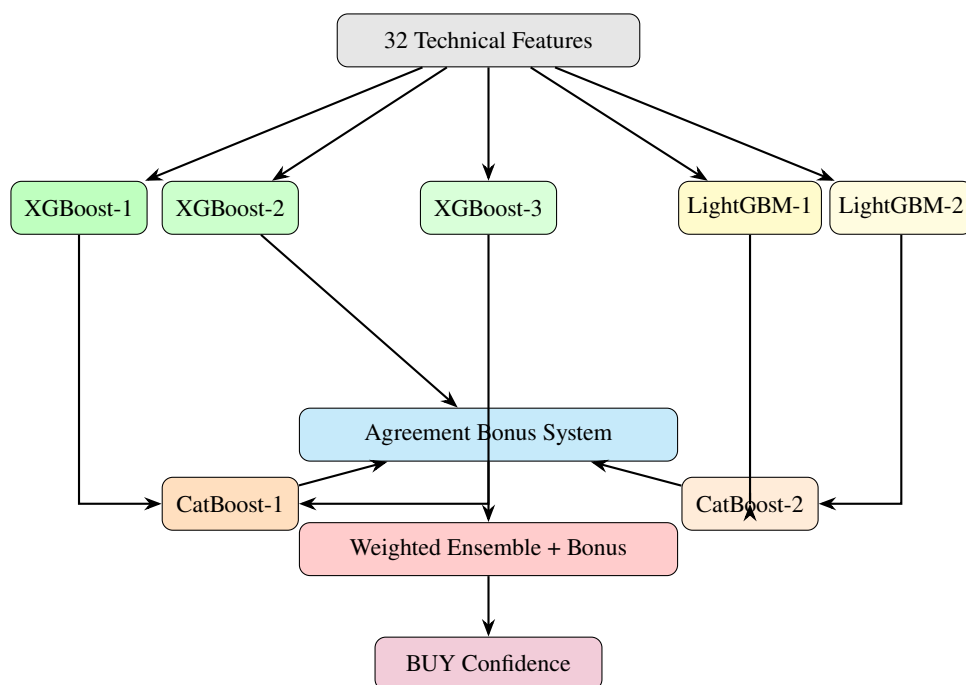 32 Technical Features
XGBoost-1
XGBoost-2
XGBoost-3
LightGBM-1
LightGBM-2
Agreement Bonus System
CatBoost-1
CatBoost-2
Weighted Ensemble + Bonus
BUY Confidence